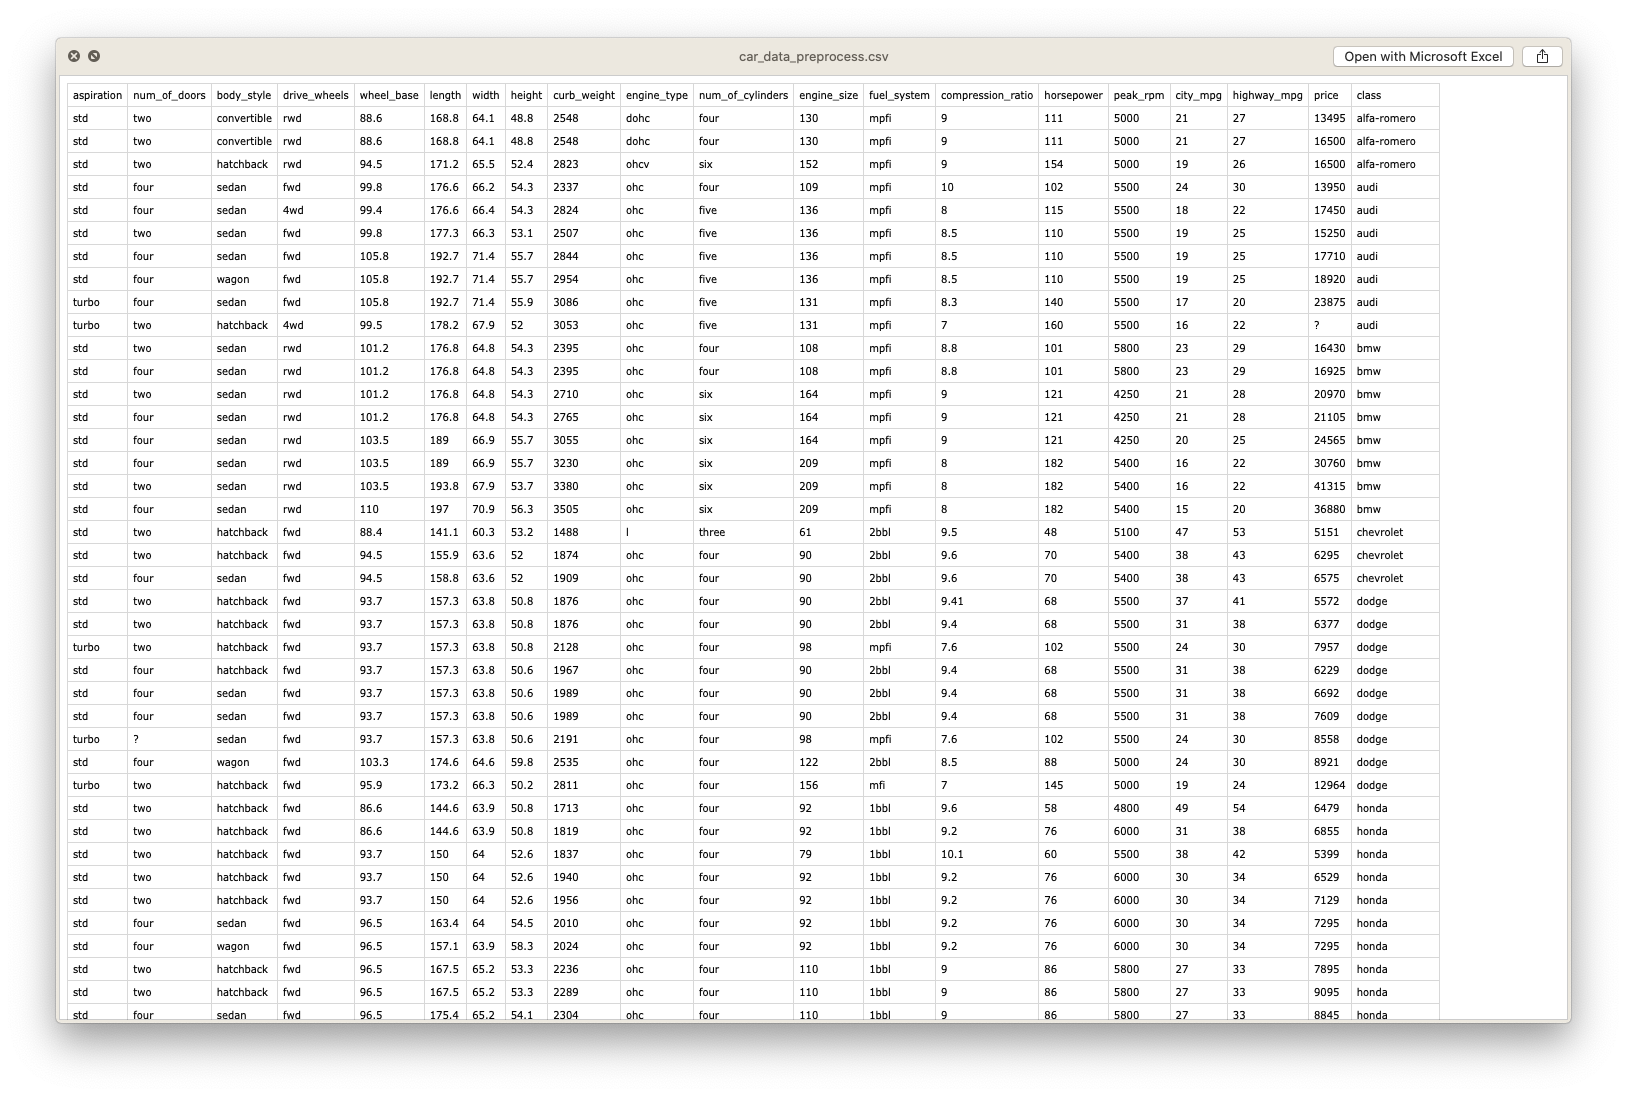 car_data_preprocess.csv
Open with Microsoft Excel
aspiration num_of_doors body_style drive_wheels wheel_base length width height curb_weight engine_type num_of_cylinders engine_size fuel_system compression_ratio horsepower peak_rpm city_mpg highway_mpg price class
std two convertible rwd 88.6 168.8 64.1 48.8 2548 dohc four 130 mpfi 9 111 5000 21 27 13495 alfa-romero
std two convertible rwd 88.6 168.8 64.1 48.8 2548 dohc four 130 mpfi 9 111 5000 21 27 16500 alfa-romero
std two hatchback rwd 94.5 171.2 65.5 52.4 2823 ohcv six 152 mpfi 9 154 5000 19 26 16500 alfa-romero
std four sedan fwd 99.8 176.6 66.2 54.3 2337 ohc four 109 mpfi 10 102 5500 24 30 13950 audi
std four sedan 4wd 99.4 176.6 66.4 54.3 2824 ohc five 136 mpfi 8 115 5500 18 22 17450 audi
std two sedan fwd 99.8 177.3 66.3 53.1 2507 ohc five 136 mpfi 8.5 110 5500 19 25 15250 audi
std four sedan fwd 105.8 192.7 71.4 55.7 2844 ohc five 136 mpfi 8.5 110 5500 19 25 17710 audi
std four wagon fwd 105.8 192.7 71.4 55.7 2954 ohc five 136 mpfi 8.5 110 5500 19 25 18920 audi
turbo four sedan fwd 105.8 192.7 71.4 55.9 3086 ohc five 131 mpfi 8.3 140 5500 17 20 23875 audi
turbo two hatchback 4wd 99.5 178.2 67.9 52 3053 ohc five 131 mpfi 7 160 5500 16 22 ? audi
std two sedan rwd 101.2 176.8 64.8 54.3 2395 ohc four 108 mpfi 8.8 101 5800 23 29 16430 bmw
std four sedan rwd 101.2 176.8 64.8 54.3 2395 ohc four 108 mpfi 8.8 101 5800 23 29 16925 bmw
std two sedan rwd 101.2 176.8 64.8 54.3 2710 ohc six 164 mpfi 9 121 4250 21 28 20970 bmw
std four sedan rwd 101.2 176.8 64.8 54.3 2765 ohc six 164 mpfi 9 121 4250 21 28 21105 bmw
std four sedan rwd 103.5 189 66.9 55.7 3055 ohc six 164 mpfi 9 121 4250 20 25 24565 bmw
std four sedan rwd 103.5 189 66.9 55.7 3230 ohc six 209 mpfi 8 182 5400 16 22 30760 bmw
std two sedan rwd 103.5 193.8 67.9 53.7 3380 ohc six 209 mpfi 8 182 5400 16 22 41315 bmw
std four sedan rwd 110 197 70.9 56.3 3505 ohc six 209 mpfi 8 182 5400 15 20 36880 bmw
std two hatchback fwd 88.4 141.1 60.3 53.2 1488 l three 61 2bbl 9.5 48 5100 47 53 5151 chevrolet
std two hatchback fwd 94.5 155.9 63.6 52 1874 ohc four 90 2bbl 9.6 70 5400 38 43 6295 chevrolet
std four sedan fwd 94.5 158.8 63.6 52 1909 ohc four 90 2bbl 9.6 70 5400 38 43 6575 chevrolet
std two hatchback fwd 93.7 157.3 63.8 50.8 1876 ohc four 90 2bbl 9.41 68 5500 37 41 5572 dodge
std two hatchback fwd 93.7 157.3 63.8 50.8 1876 ohc four 90 2bbl 9.4 68 5500 31 38 6377 dodge
turbo two hatchback fwd 93.7 157.3 63.8 50.8 2128 ohc four 98 mpfi 7.6 102 5500 24 30 7957 dodge
std four hatchback fwd 93.7 157.3 63.8 50.6 1967 ohc four 90 2bbl 9.4 68 5500 31 38 6229 dodge
std four sedan fwd 93.7 157.3 63.8 50.6 1989 ohc four 90 2bbl 9.4 68 5500 31 38 6692 dodge
std four sedan fwd 93.7 157.3 63.8 50.6 1989 ohc four 90 2bbl 9.4 68 5500 31 38 7609 dodge
turbo ? sedan fwd 93.7 157.3 63.8 50.6 2191 ohc four 98 mpfi 7.6 102 5500 24 30 8558 dodge
std four wagon fwd 103.3 174.6 64.6 59.8 2535 ohc four 122 2bbl 8.5 88 5000 24 30 8921 dodge
turbo two hatchback fwd 95.9 173.2 66.3 50.2 2811 ohc four 156 mfi 7 145 5000 19 24 12964 dodge
std two hatchback fwd 86.6 144.6 63.9 50.8 1713 ohc four 92 1bbl 9.6 58 4800 49 54 6479 honda
std two hatchback fwd 86.6 144.6 63.9 50.8 1819 ohc four 92 1bbl 9.2 76 6000 31 38 6855 honda
std two hatchback fwd 93.7 150 64 52.6 1837 ohc four 79 1bbl 10.1 60 5500 38 42 5399 honda
std two hatchback fwd 93.7 150 64 52.6 1940 ohc four 92 1bbl 9.2 76 6000 30 34 6529 honda
std two hatchback fwd 93.7 150 64 52.6 1956 ohc four 92 1bbl 9.2 76 6000 30 34 7129 honda
std four sedan fwd 96.5 163.4 64 54.5 2010 ohc four 92 1bbl 9.2 76 6000 30 34 7295 honda
std four wagon fwd 96.5 157.1 63.9 58.3 2024 ohc four 92 1bbl 9.2 76 6000 30 34 7295 honda
std two hatchback fwd 96.5 167.5 65.2 53.3 2236 ohc four 110 1bbl 9 86 5800 27 33 7895 honda
std two hatchback fwd 96.5 167.5 65.2 53.3 2289 ohc four 110 1bbl 9 86 5800 27 33 9095 honda
std four sedan fwd 96.5 175.4 65.2 54.1 2304 ohc four 110 1bbl 9 86 5800 27 33 8845 honda